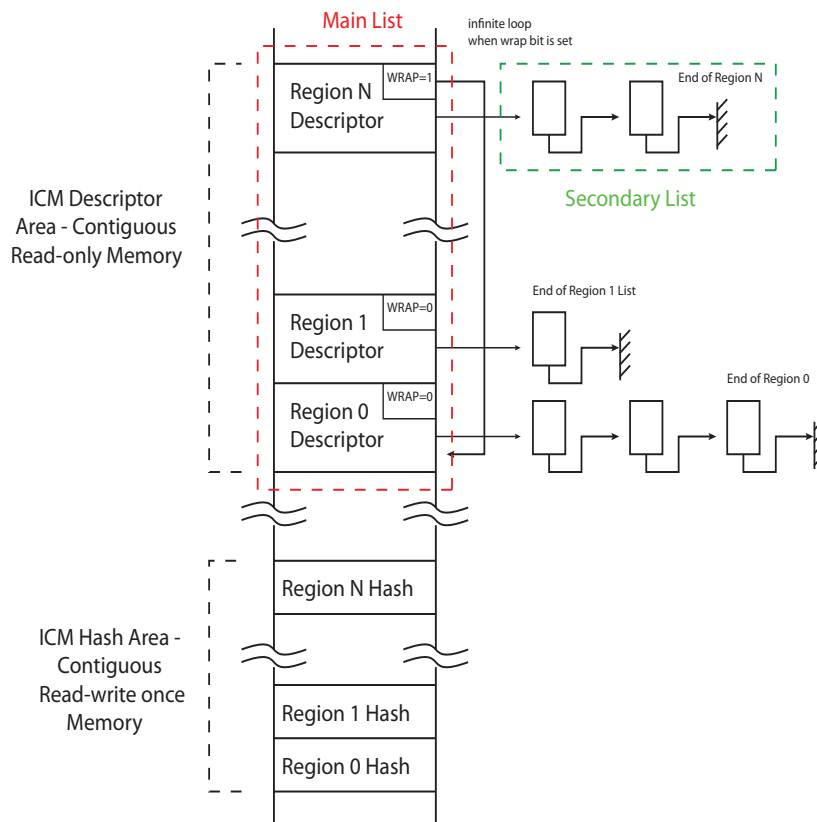 Main List
infinite loop
when wrap bit is set
WRAP=1
Region N
Descriptor
End of Region N
Secondary List
ICM Descriptor
Area - Contiguous
Read-only Memory
End of Region 1 List
WRAP=0
Region 1
Descriptor
End of Region 0
WRAP=0
Region 0
Descriptor
Region N Hash
ICM Hash Area -
Contiguous
Read-write once
Memory
Region 1 Hash
Region 0 Hash